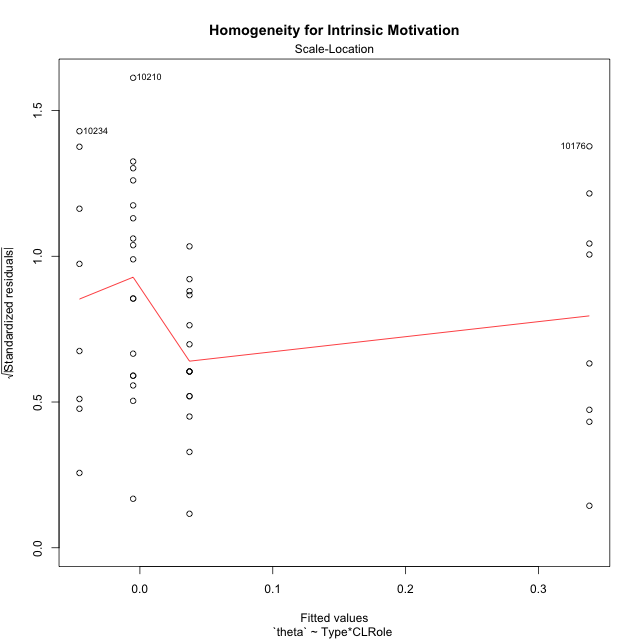 Homogeneity for Intrinsic Motivation
Scale-Location
10210
10234
10176
1.5
1.0
0.5
0.0
√|Standardized residuals|
0.0 0.1 0.2 0.3
Fitted values
`theta` ~ Type*CLRole